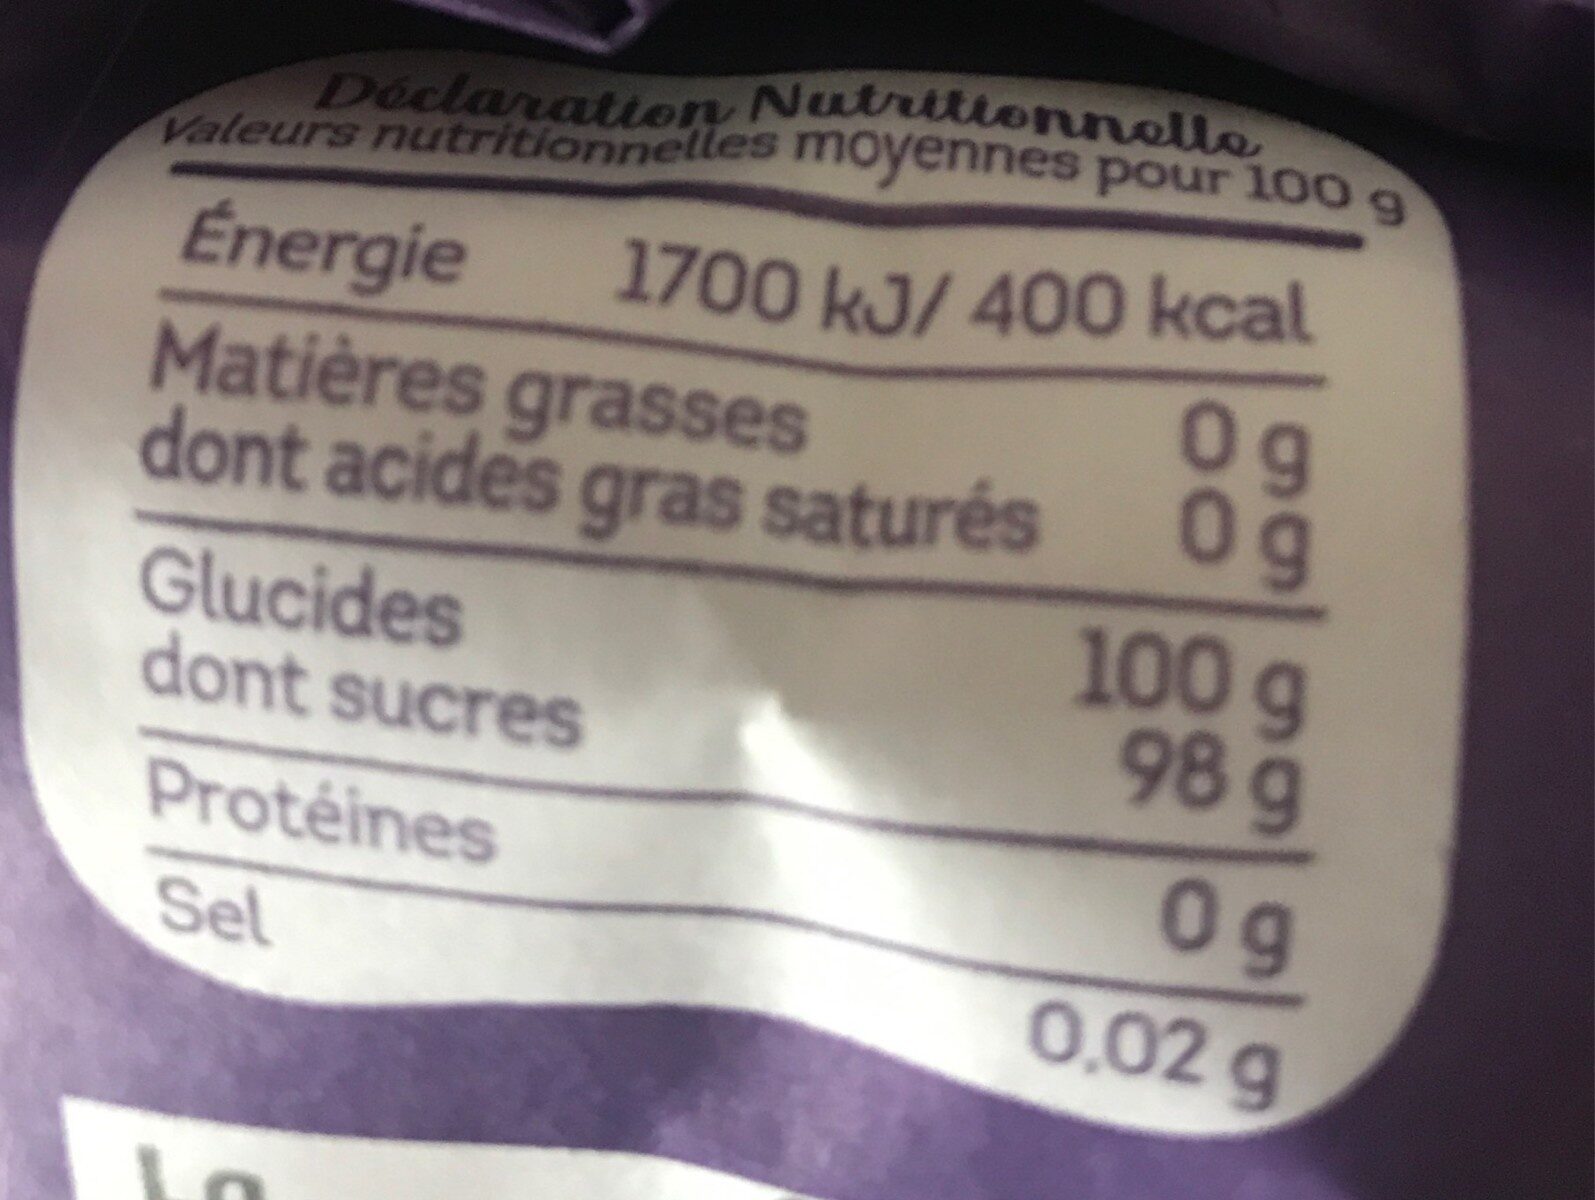 Déclaration Nutritionnelle
Valeurs nutritionnelles moyennes pour 100 g
Énergie 1700 kJ/ 400 kcal
Matières grasses 0 g
dont acides gras saturés 0 g
Glucides 100 g
dont sucres 98 g
Protéines 0 g
Sel 0,02 g